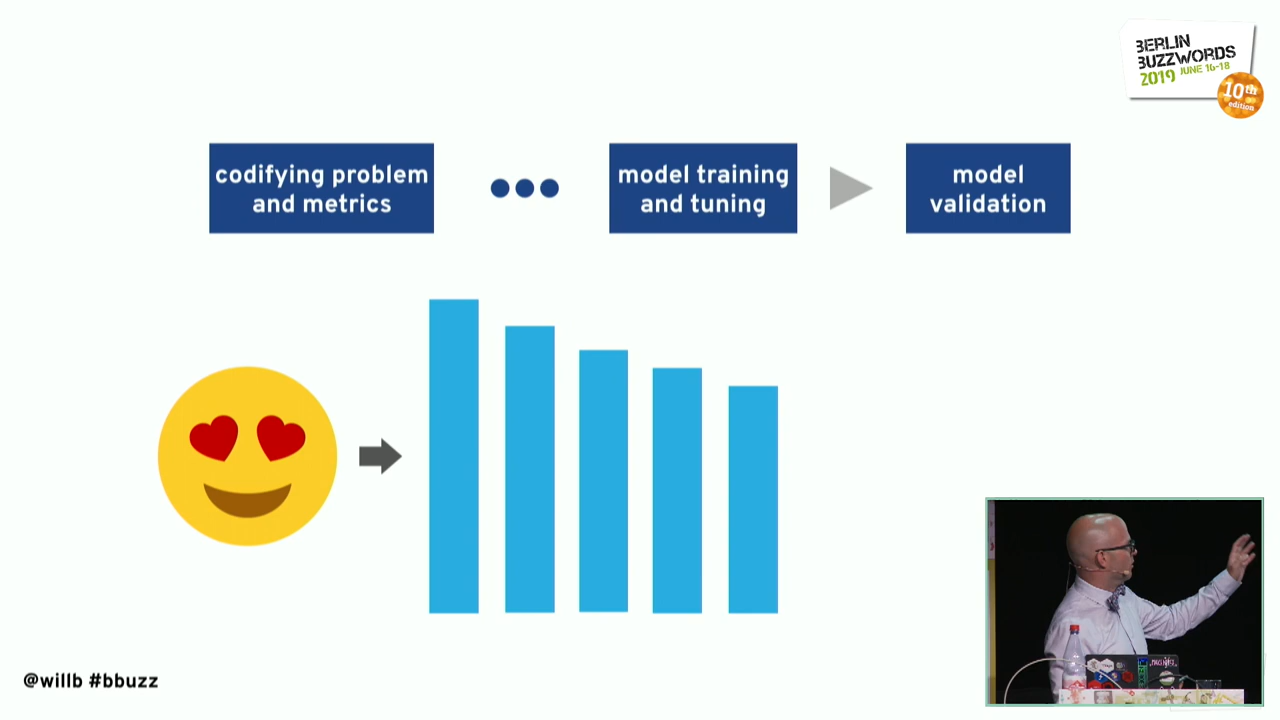 BERLIN
BUZZWORDS
2019 JUNE 16-18
10th
edition
codifying problem
and metrics
model training
and tuning
model
validation
@willb #bbuzz